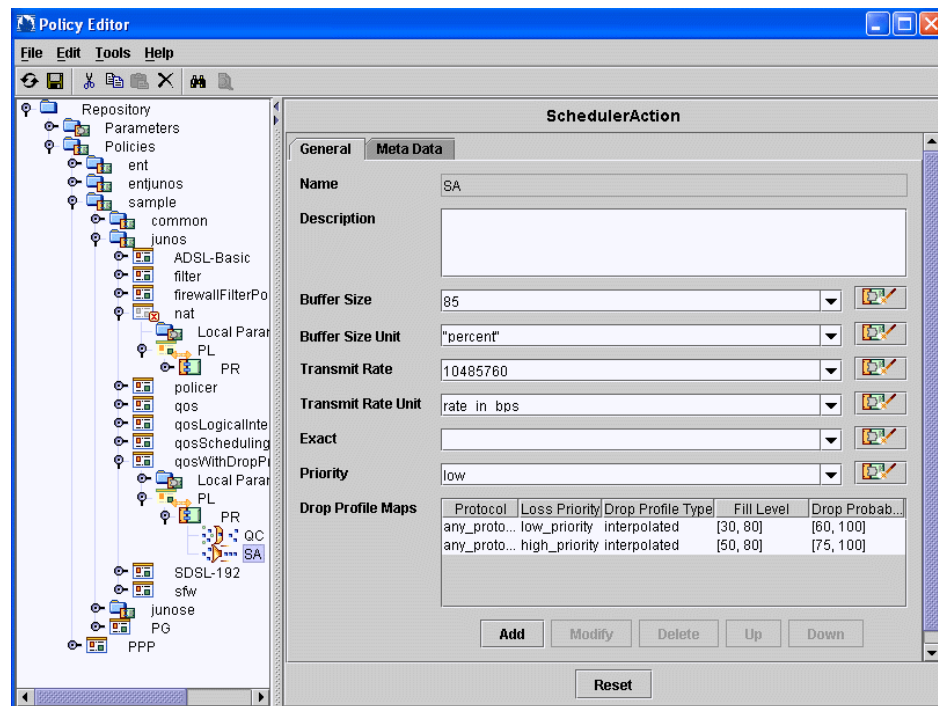 Policy Editor
File Edit Tools Help
Repository
Parameters
Policies
ent
entjunos
sample
common
junos
ADSL-Basic
filter
firewallFilterPo
nat
Local Parar
PL
PR
policer
qos
qosLogicalInte
qosScheduling
qosWithDropPr
Local Parar
PL
PR
QC
SA
SDSL-192
sfw
junose
PG
PPP
SchedulerAction
General Meta Data
Name SA
Description
Buffer Size 85
Buffer Size Unit "percent"
Transmit Rate 10485760
Transmit Rate Unit rate_in_bps
Exact
Priority low
Drop Profile Maps Protocol Loss Priority Drop Profile Type Fill Level Drop Probab...
any_proto... low_priority interpolated [30, 80] [60, 100]
any_proto... high_priority interpolated [50, 80] [75, 100]
Add Modify Delete Up Down
Reset